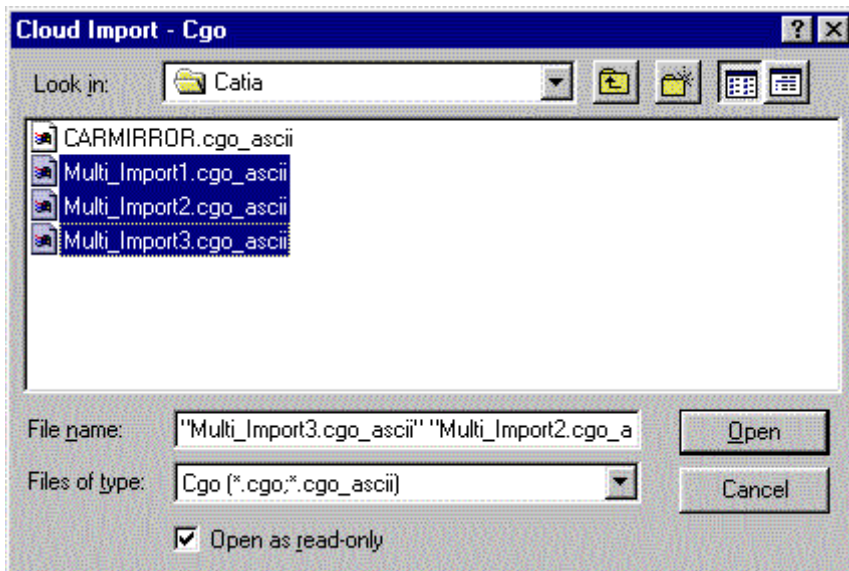 Cloud Import - Cgo
Look in: Catia
CARMIRROR.cgo_ascii
Multi_Import1.cgo_ascii
Multi_Import2.cgo_ascii
Multi_Import3.cgo_ascii
File name: "Multi_Import3.cgo_ascii" "Multi_Import2.cgo_a Open
Files of type: Cgo (*.cgo;*.cgo_ascii) Cancel
Open as read-only